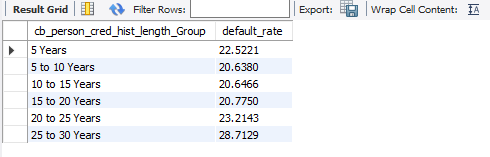 Result Grid Filter Rows: Export: Wrap Cell Content:
cb_person_cred_hist_length_Group default_rate
5 Years 22.5221
5 to 10 Years 20.6380
10 to 15 Years 20.6466
15 to 20 Years 20.7750
20 to 25 Years 23.2143
25 to 30 Years 28.7129